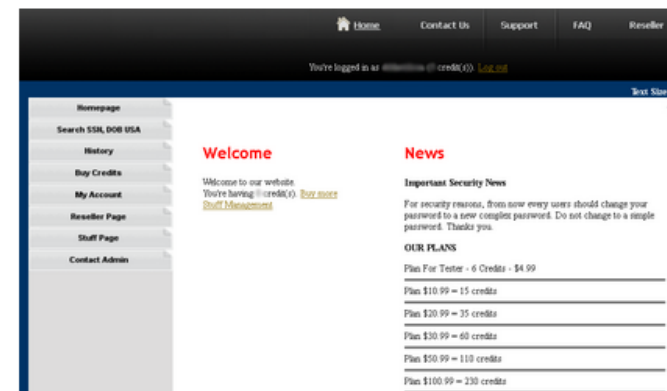 Home Contact Us Support FAQ Reseller
You're logged in as credit(s)). Log out
Text Size
Homepage
Search SSN, DOB USA
History
Buy Credits
My Account
Reseller Page
Stuff Page
Contact Admin
Welcome
Welcome to our website.
You're having credit(s). Buy more
Stuff Management
News
Important Security News
For security reasons, from now every users should change your
password to a new complex password. Do not change to a simple
password. Thanks you.
OUR PLANS
Plan For Tester - 6 Credits - $4.99
Plan $10.99 = 15 credits
Plan $20.99 = 35 credits
Plan $30.99 = 60 credits
Plan $50.99 = 110 credits
Plan $100.99 = 230 credits